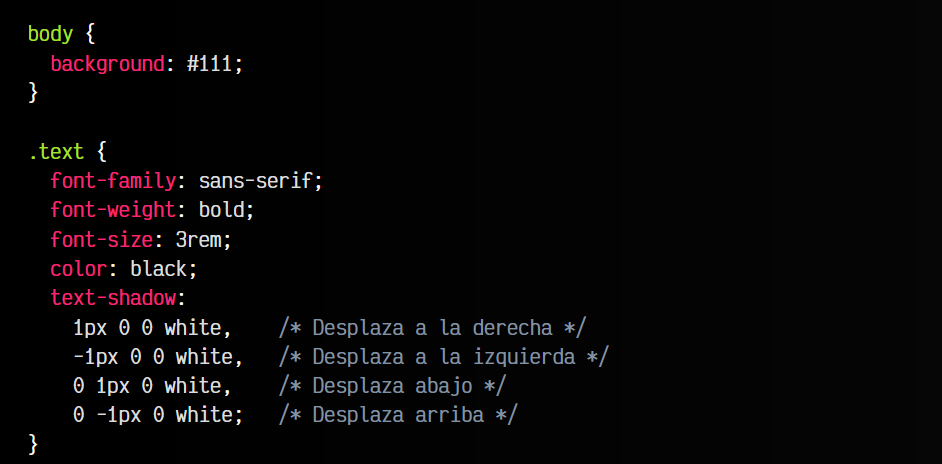 body {
  background: #111;
}

.text {
  font-family: sans-serif;
  font-weight: bold;
  font-size: 3rem;
  color: black;
  text-shadow:
    1px 0 0 white,    /* Desplaza a la derecha */
    -1px 0 0 white,   /* Desplaza a la izquierda */
    0 1px 0 white,    /* Desplaza abajo */
    0 -1px 0 white;   /* Desplaza arriba */
}